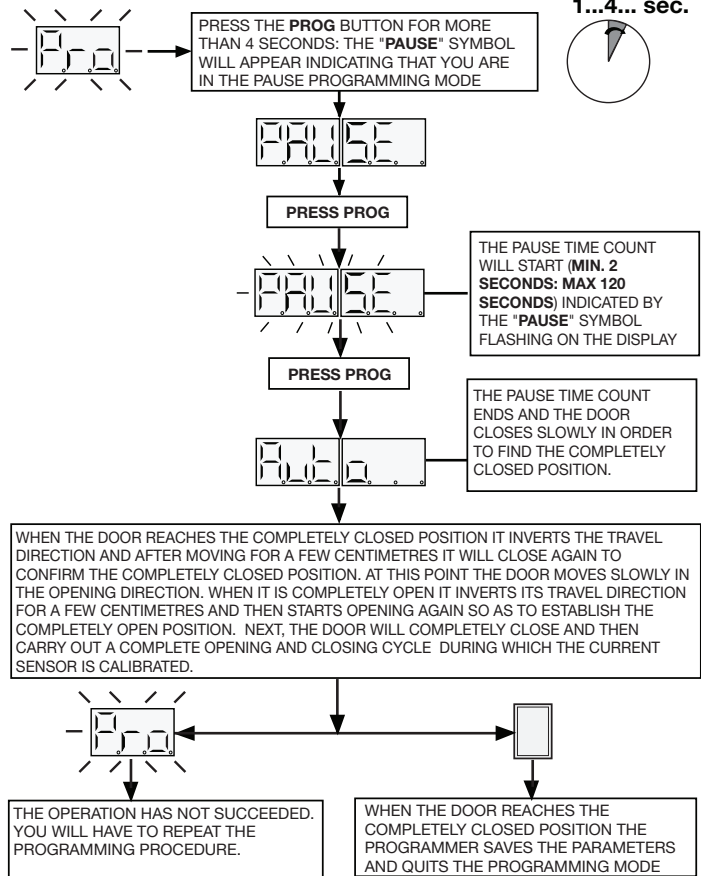 1...4... sec.
Pro
PRESS THE PROG BUTTON FOR MORE
THAN 4 SECONDS: THE "PAUSE" SYMBOL
WILL APPEAR INDICATING THAT YOU ARE
IN THE PAUSE PROGRAMMING MODE
PAUSE
PRESS PROG
PAUSE
THE PAUSE TIME COUNT
WILL START (MIN. 2
SECONDS: MAX 120
SECONDS) INDICATED BY
THE "PAUSE" SYMBOL
FLASHING ON THE DISPLAY
PRESS PROG
Auto
THE PAUSE TIME COUNT
ENDS AND THE DOOR
CLOSES SLOWLY IN ORDER
TO FIND THE COMPLETELY
CLOSED POSITION.
WHEN THE DOOR REACHES THE COMPLETELY CLOSED POSITION IT INVERTS THE TRAVEL
DIRECTION AND AFTER MOVING FOR A FEW CENTIMETRES IT WILL CLOSE AGAIN TO
CONFIRM THE COMPLETELY CLOSED POSITION. AT THIS POINT THE DOOR MOVES SLOWLY IN
THE OPENING DIRECTION. WHEN IT IS COMPLETELY OPEN IT INVERTS ITS TRAVEL DIRECTION
FOR A FEW CENTIMETRES AND THEN STARTS OPENING AGAIN SO AS TO ESTABLISH THE
COMPLETELY OPEN POSITION. NEXT, THE DOOR WILL COMPLETELY CLOSE AND THEN
CARRY OUT A COMPLETE OPENING AND CLOSING CYCLE DURING WHICH THE CURRENT
SENSOR IS CALIBRATED.
Pro
THE OPERATION HAS NOT SUCCEEDED.
YOU WILL HAVE TO REPEAT THE
PROGRAMMING PROCEDURE.
WHEN THE DOOR REACHES THE
COMPLETELY CLOSED POSITION THE
PROGRAMMER SAVES THE PARAMETERS
AND QUITS THE PROGRAMMING MODE